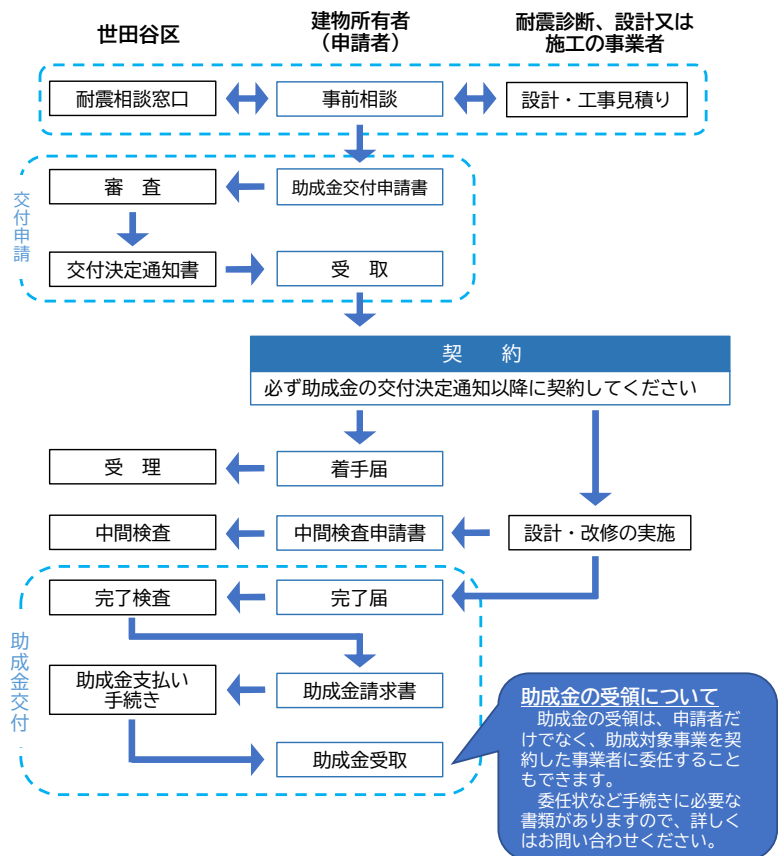 世田谷区
建物所有者
（申請者）
耐震診断、設計又は
施工の事業者
耐震相談窓口
事前相談
設計・工事見積り
交付申請
審　査
助成金交付申請書
交付決定通知書
受　取
契　　約
必ず助成金の交付決定通知以降に契約してください
受　理
着手届
中間検査
中間検査申請書
設計・改修の実施
助成金交付
完了検査
完了届
助成金支払い
手続き
助成金請求書
助成金受取
助成金の受領について
　助成金の受領は、申請者だ
けでなく、助成対象事業を契
約した事業者に委任すること
もできます。
　委任状など手続きに必要な
書類がありますので、詳しく
はお問い合わせください。